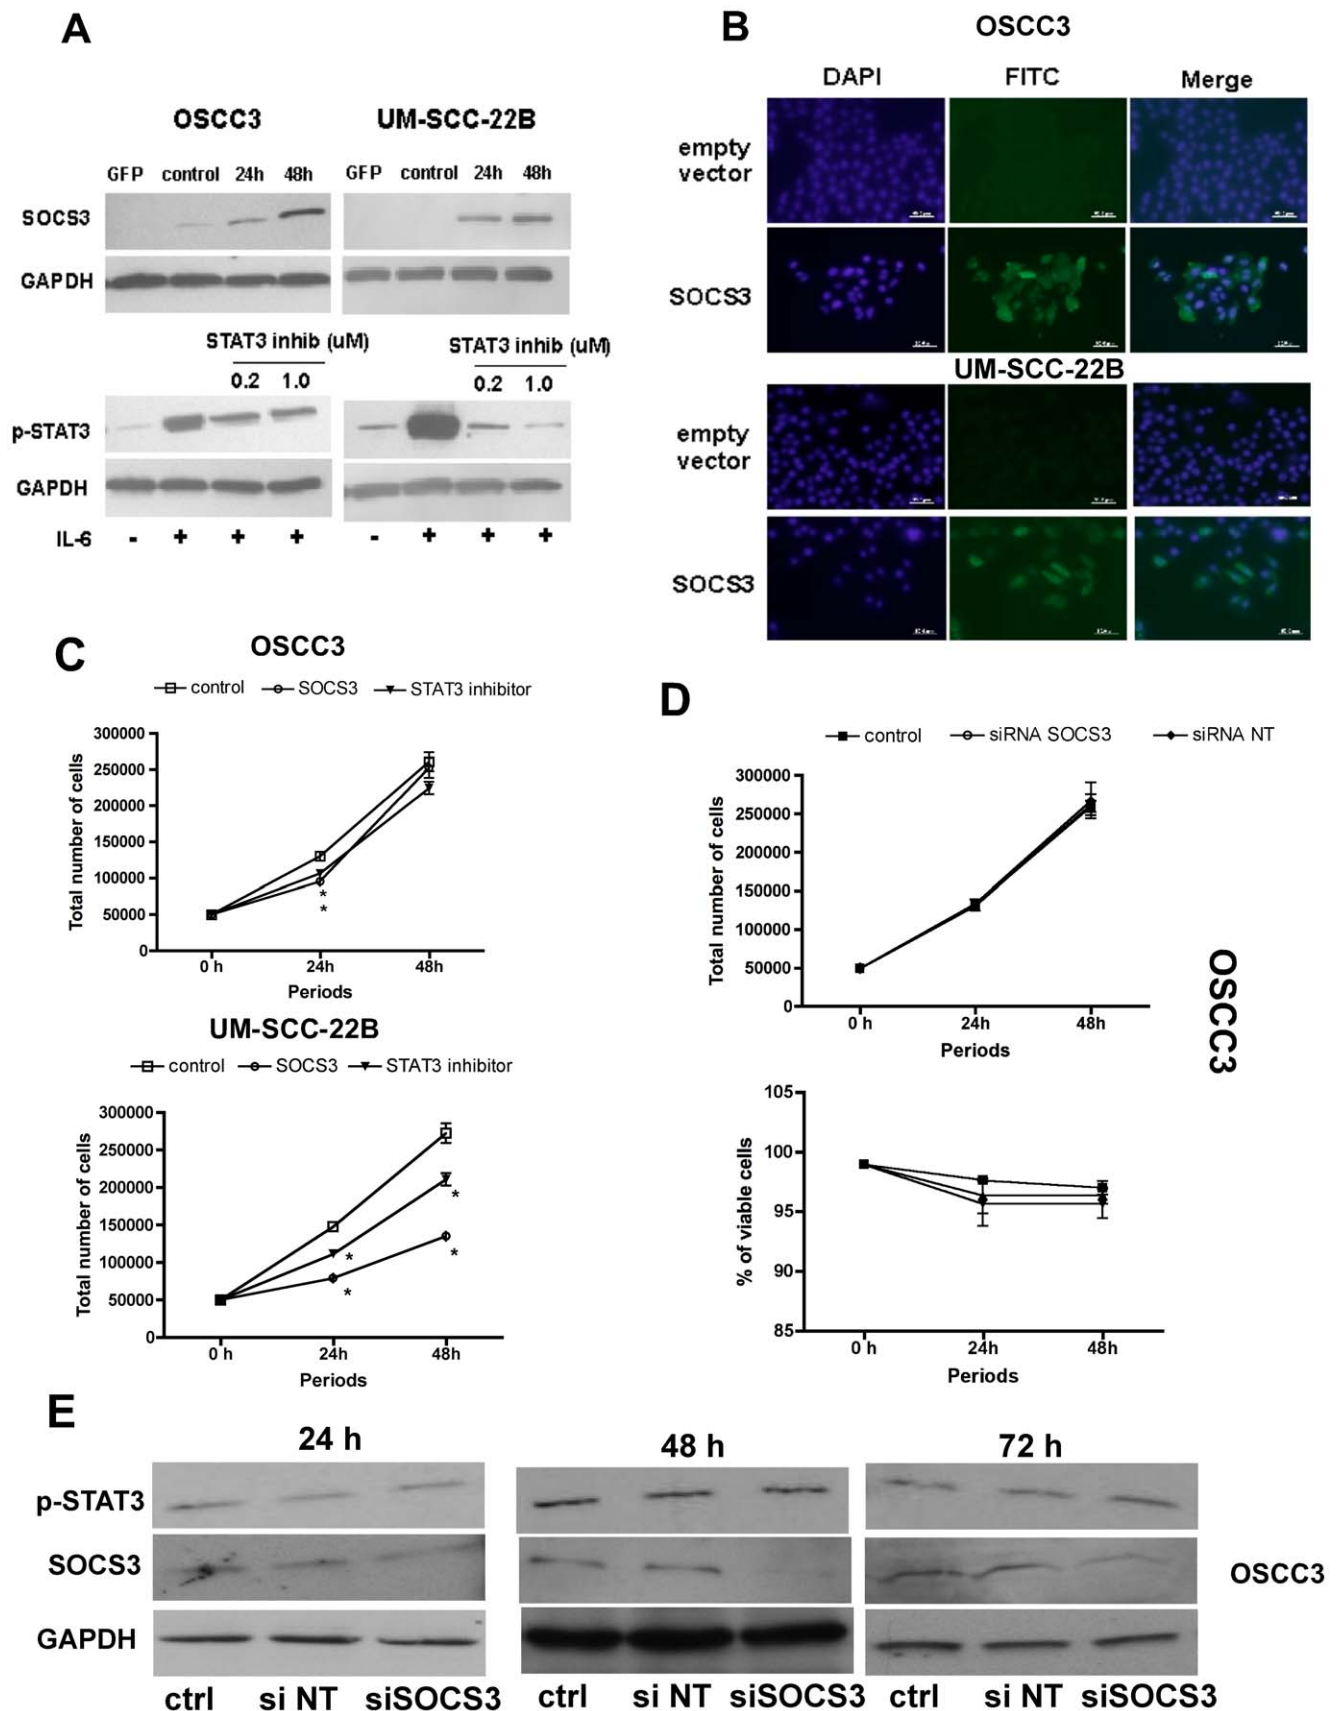 A
OSCC3 UM-SCC-22B
GFP control 24h 48h GFP control 24h 48h
SOCS3
GAPDH
STAT3 inhib (uM) STAT3 inhib (uM)
0.2 1.0 0.2 1.0
p-STAT3
GAPDH
IL-6 - + + + - + + +
B
OSCC3
DAPI FITC Merge
empty
vector
SOCS3
UM-SCC-22B
empty
vector
SOCS3
C
OSCC3
control SOCS3 STAT3 inhibitor
Total number of cells
300000
250000
200000
150000
100000
50000
0
*
*
0 h 24h 48h
Periods
UM-SCC-22B
control SOCS3 STAT3 inhibitor
Total number of cells
300000
250000
200000
150000
100000
50000
0
* *
* *
0 h 24h 48h
Periods
D
control siRNA SOCS3 siRNA NT
Total number of cells
300000
250000
200000
150000
100000
50000
0
0 h 24h 48h
Periods
OSCC3
% of viable cells
105
100
95
90
85
0 h 24h 48h
Periods
E
24 h 48 h 72 h
p-STAT3
SOCS3
OSCC3
GAPDH
ctrl si NT siSOCS3 ctrl si NT siSOCS3 ctrl si NT siSOCS3